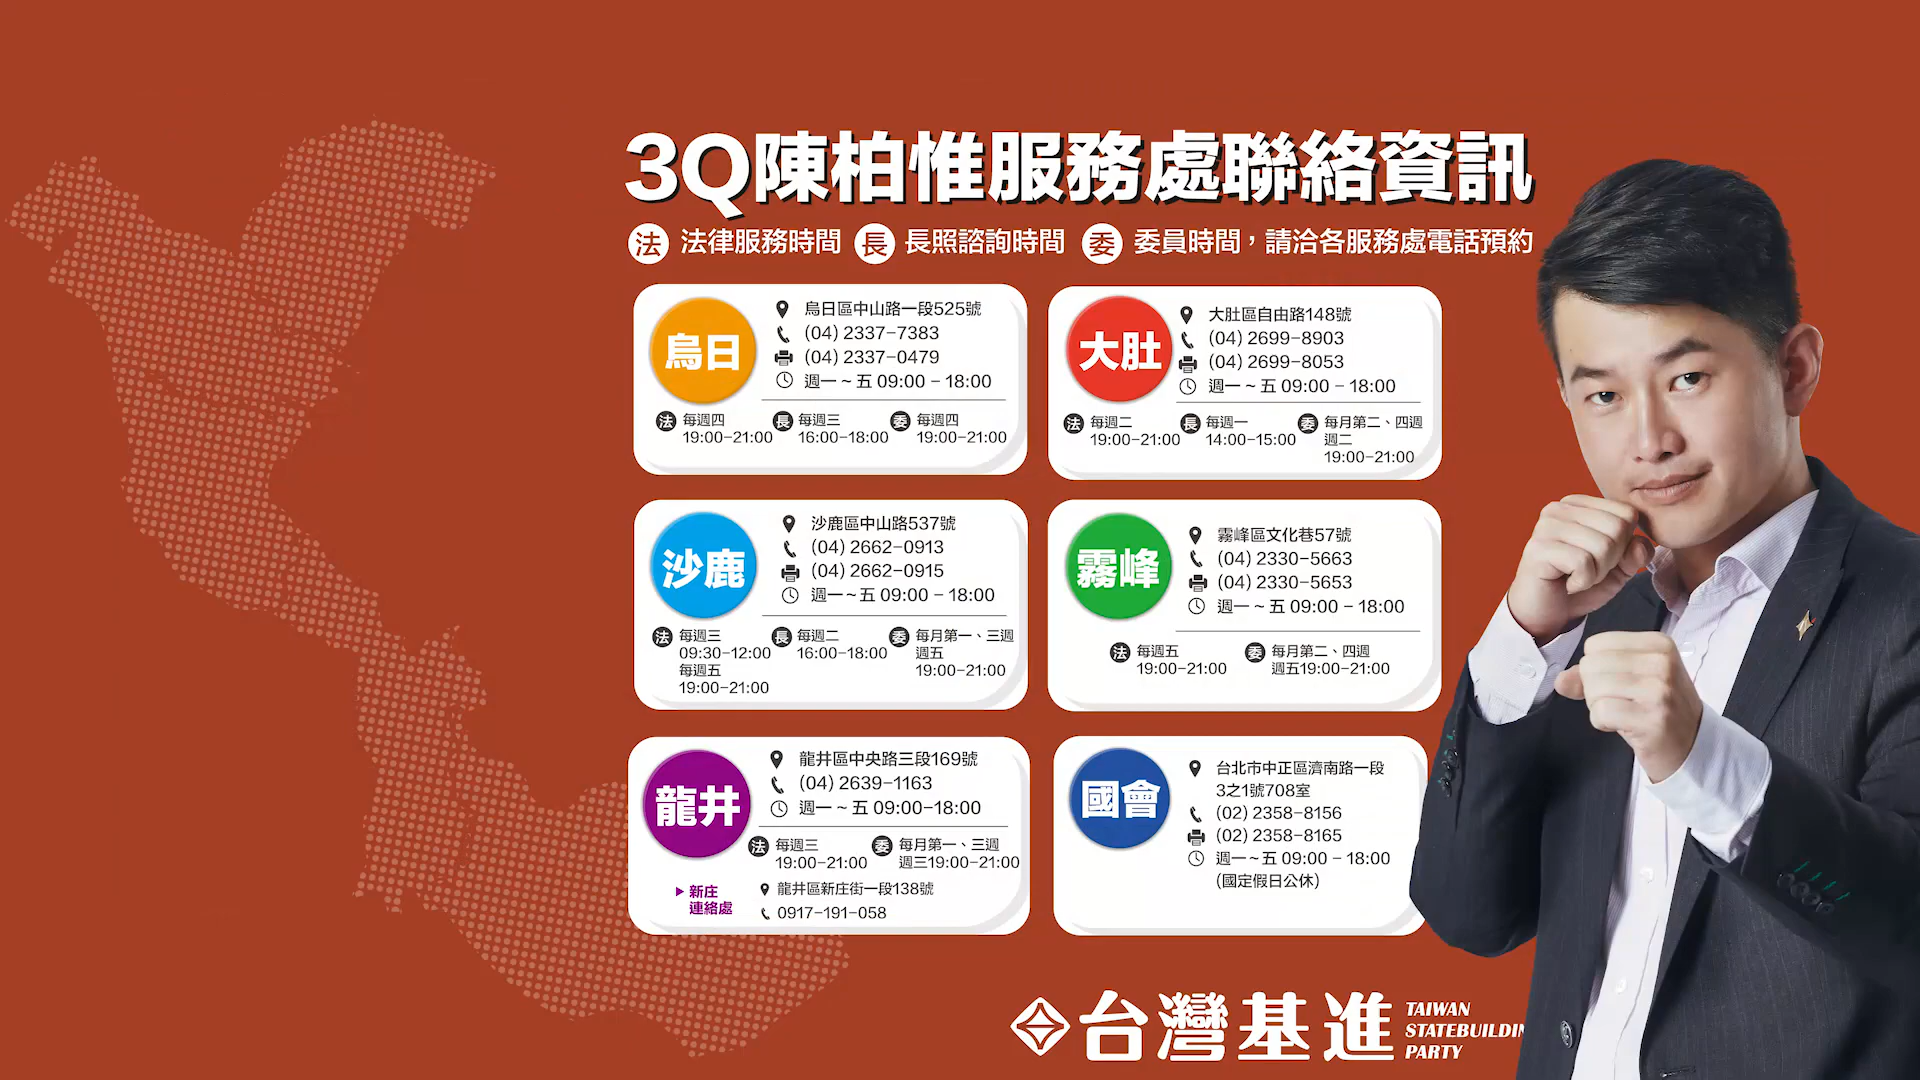 3Q陳柏惟服務處聯絡資訊
法 法律服務時間 長 長照諮詢時間 委 委員時間，請洽各服務處電話預約
烏日
烏日區中山路一段525號
(04) 2337-7383
(04) 2337-0479
週一 ~ 五 09:00 - 18:00
法 每週四
19:00-21:00
長 每週三
16:00-18:00
委 每週四
19:00-21:00
大肚
大肚區自由路148號
(04) 2699-8903
(04) 2699-8053
週一 ~ 五 09:00 - 18:00
法 每週二
19:00-21:00
長 每週一
14:00-15:00
委 每月第二、四週
週二
19:00-21:00
沙鹿
沙鹿區中山路537號
(04) 2662-0913
(04) 2662-0915
週一 ~ 五 09:00 - 18:00
法 每週三
09:30-12:00
每週五
19:00-21:00
長 每週二
16:00-18:00
委 每月第一、三週
週五
19:00-21:00
霧峰
霧峰區文化巷57號
(04) 2330-5663
(04) 2330-5653
週一 ~ 五 09:00 - 18:00
法 每週五
19:00-21:00
委 每月第二、四週
週五19:00-21:00
龍井
龍井區中央路三段169號
(04) 2639-1163
週一 ~ 五 09:00-18:00
法 每週三
19:00-21:00
委 每月第一、三週
週三19:00-21:00
新庄
連絡處
龍井區新庄街一段138號
0917-191-058
國會
台北市中正區濟南路一段
3之1號708室
(02) 2358-8156
(02) 2358-8165
週一~五 09:00 - 18:00
(國定假日公休)
台灣基進
TAIWAN
STATEBUILDIN
PARTY